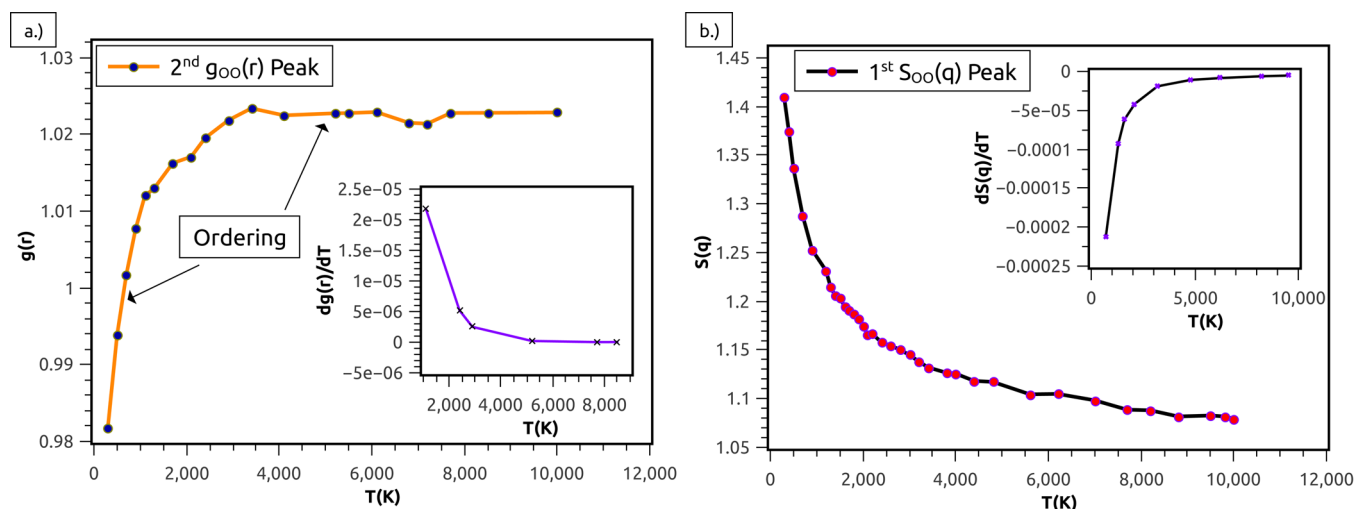 a.)
2nd gOO(r) Peak
1.03
1.02
1.01
1
0.99
0.98
g(r)
Ordering
0
2,000
4,000
6,000
8,000
10,000
12,000
T(K)
2.5e−05
2e−05
1.5e−05
1e−05
5e−06
0
−5e−06
dg(r)/dT
2,000
4,000
6,000
8,000
T(K)
b.)
1st SOO(q) Peak
1.45
1.4
1.35
1.3
1.25
1.2
1.15
1.1
1.05
S(q)
0
2,000
4,000
6,000
8,000
10,000
12,000
T(K)
0
−5e−05
−0.0001
−0.00015
−0.0002
−0.00025
dS(q)/dT
0
5,000
10,000
T(K)